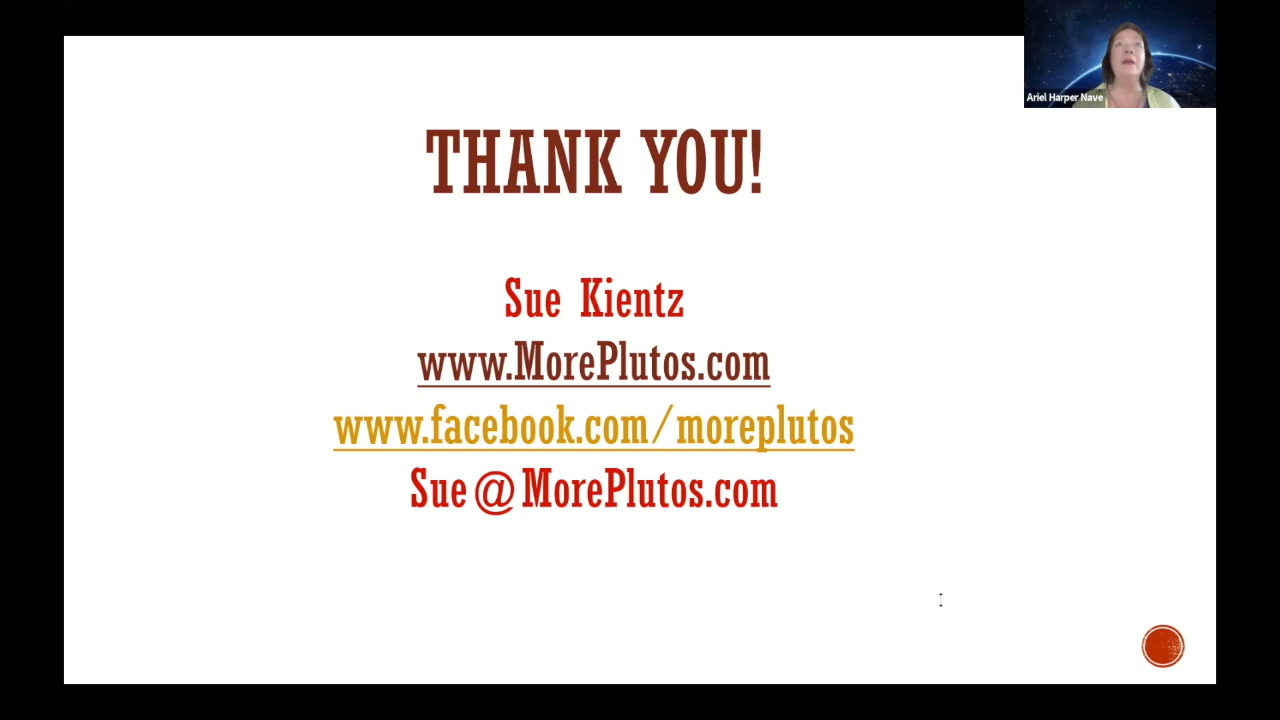 Ariel Harper Nave
THANK YOU!
Sue Kientz
www.MorePlutos.com
www.facebook.com/moreplutos
Sue@MorePlutos.com